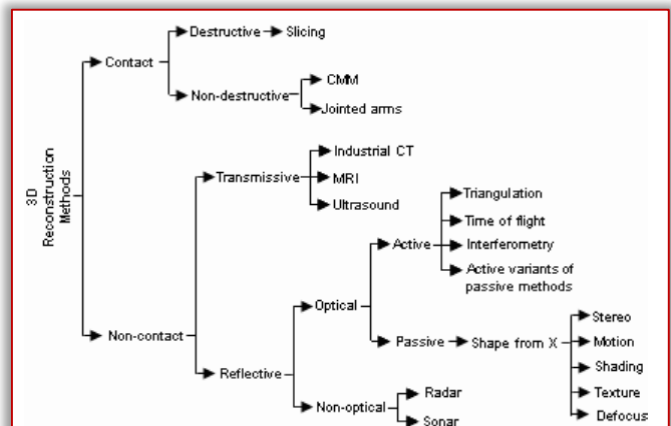 3D
Reconstruction
Methods
Contact
Destructive
Slicing
Non-destructive
CMM
Jointed arms
Non-contact
Transmissive
Industrial CT
MRI
Ultrasound
Reflective
Optical
Active
Triangulation
Time of flight
Interferometry
Active variants of
passive methods
Passive
Shape from X
Stereo
Motion
Shading
Texture
Defocus
Non-optical
Radar
Sonar